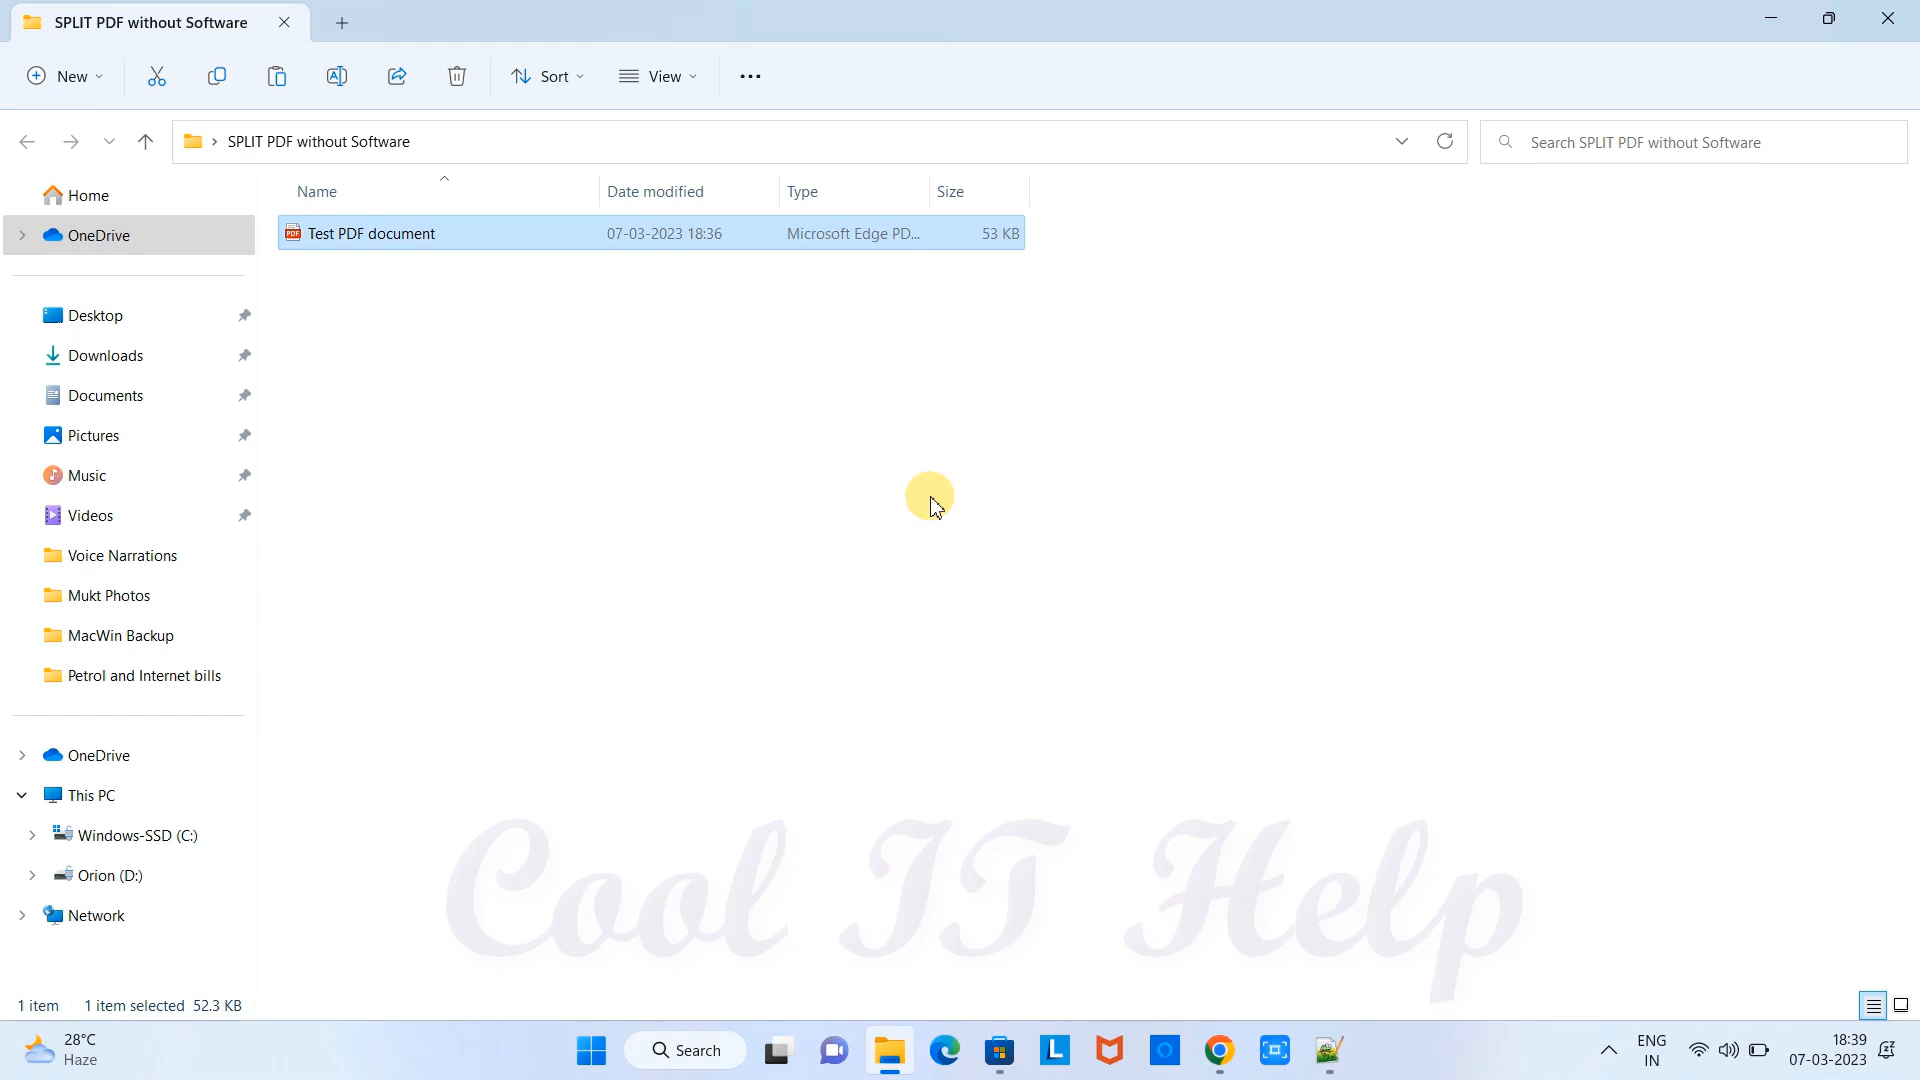 SPLIT PDF without Software
New
Sort
View
SPLIT PDF without Software
Search SPLIT PDF without Software
Name
Date modified
Type
Size
Test PDF document
07-03-2023 18:36
Microsoft Edge PD...
53 KB
Home
OneDrive
Desktop
Downloads
Documents
Pictures
Music
Videos
Voice Narrations
Mukt Photos
MacWin Backup
Petrol and Internet bills
OneDrive
This PC
Windows-SSD (C:)
Orion (D:)
Network
Cool IT Help
1 item
1 item selected 52.3 KB
28°C
Haze
Search
ENG
IN
18:39
07-03-2023